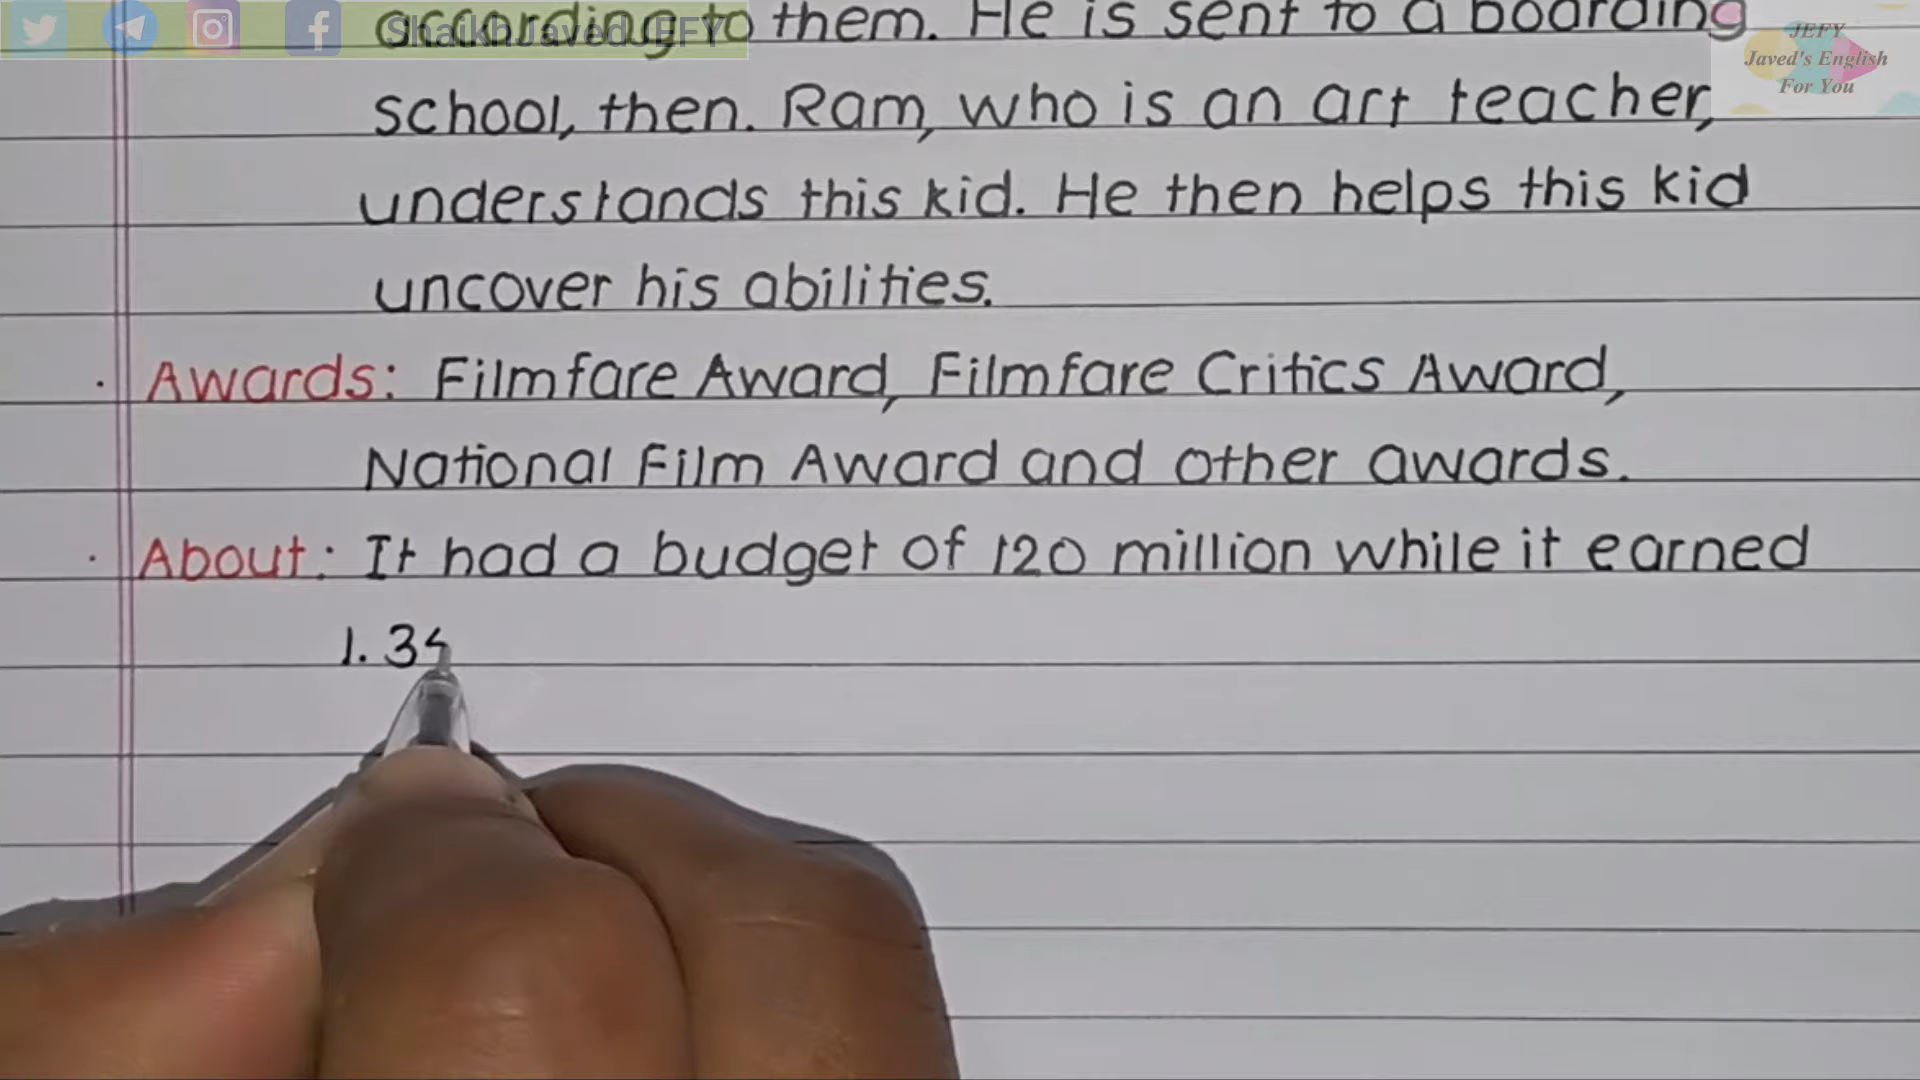 ShaikhJavedJEFY
JEFY
Javed's English
For You
according to them. He is sent to a boarding
school, then. Ram, who is an art teacher,
understands this kid. He then helps this kid
uncover his abilities.
· Awards: Filmfare Award, Filmfare Critics Award,
National Film Award and other awards.
· About: It had a budget of 120 million while it earned
1.35